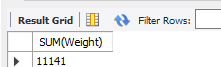 Result Grid Filter Rows:
SUM(Weight)
11141